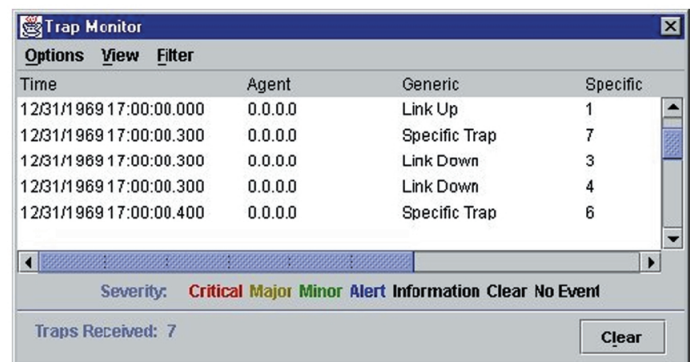 Trap Monitor
Options View Filter
Time Agent Generic Specific
12/31/1969 17:00:00.000 0.0.0.0 Link Up 1
12/31/1969 17:00:00.300 0.0.0.0 Specific Trap 7
12/31/1969 17:00:00.300 0.0.0.0 Link Down 3
12/31/1969 17:00:00.300 0.0.0.0 Link Down 4
12/31/1969 17:00:00.400 0.0.0.0 Specific Trap 6
Severity: Critical Major Minor Alert Information Clear No Event
Traps Received: 7
Clear